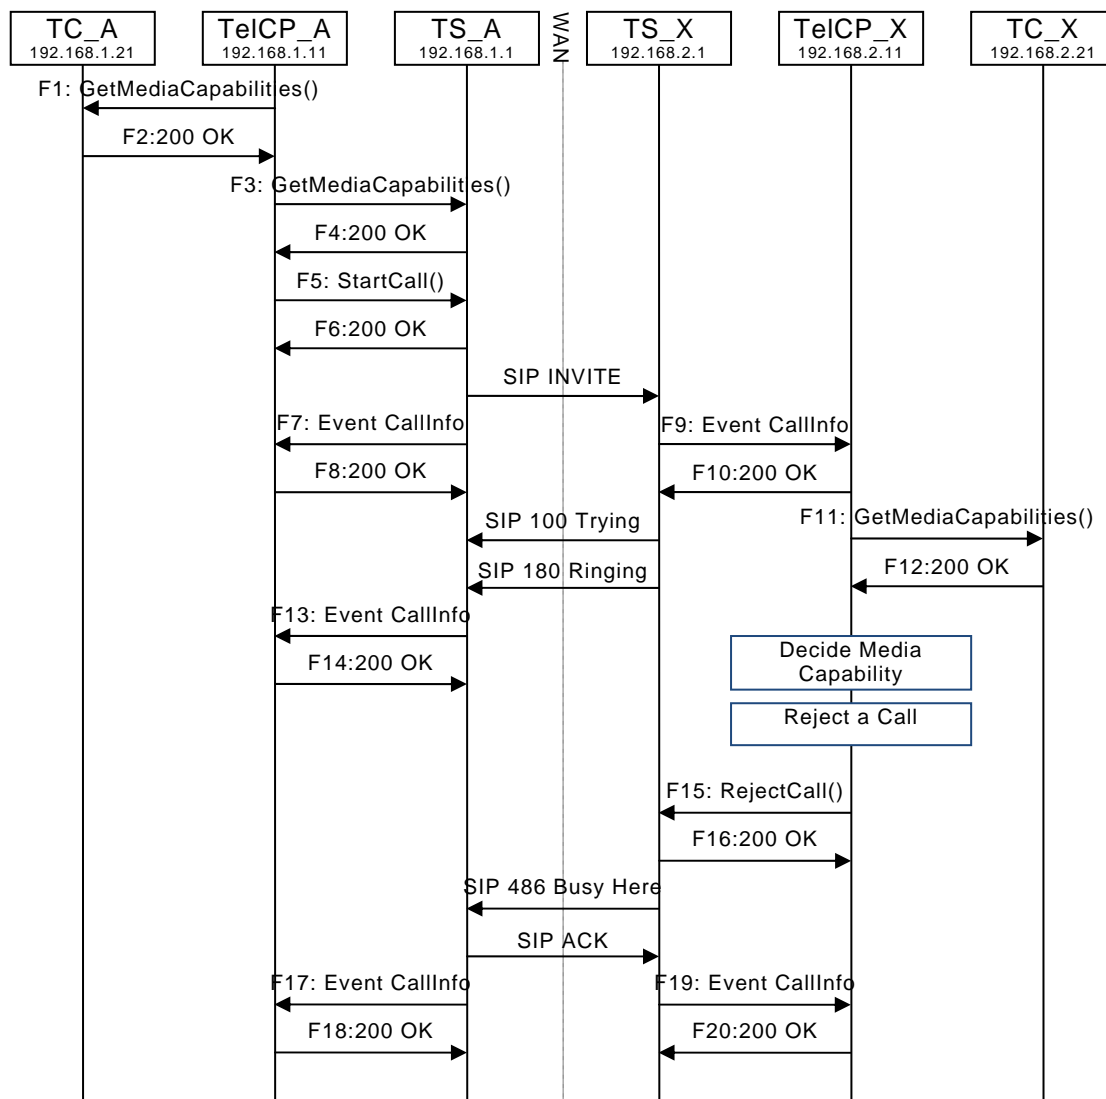 TC_A
192.168.1.21
TelCP_A
192.168.1.11
TS_A
192.168.1.1
WAN
TS_X
192.168.2.1
TelCP_X
192.168.2.11
TC_X
192.168.2.21
F1: GetMediaCapabilities()
F2:200 OK
F3: GetMediaCapabilities()
F4:200 OK
F5: StartCall()
F6:200 OK
SIP INVITE
F7: Event CallInfo
F9: Event CallInfo
F8:200 OK
F10:200 OK
SIP 100 Trying
F11: GetMediaCapabilities()
SIP 180 Ringing
F12:200 OK
F13: Event CallInfo
F14:200 OK
Decide Media
Capability
Reject a Call
F15: RejectCall()
F16:200 OK
SIP 486 Busy Here
SIP ACK
F17: Event CallInfo
F19: Event CallInfo
F18:200 OK
F20:200 OK